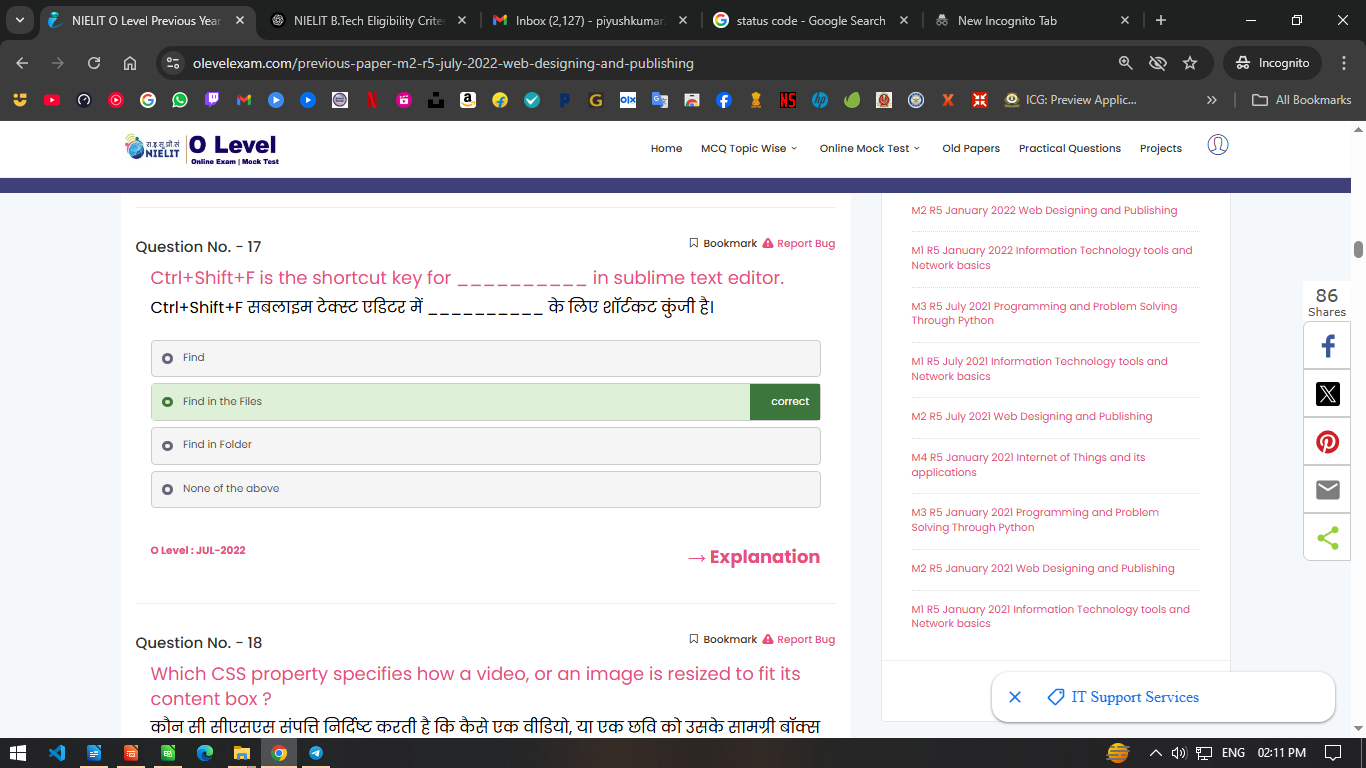 NIELIT O Level Previous Year
NIELIT B.Tech Eligibility Criter
Inbox (2,127) - piyushkumar
status code - Google Search
New Incognito Tab
olevelexam.com/previous-paper-m2-r5-july-2022-web-designing-and-publishing
Incognito
ICG: Preview Applic...
All Bookmarks
रा.इ.सू.प्रौ.सं
NIELIT
O Level
Online Exam | Mock Test
Home
MCQ Topic Wise
Online Mock Test
Old Papers
Practical Questions
Projects
Question No. - 17
Bookmark
Report Bug
Ctrl+Shift+F is the shortcut key for __________ in sublime text editor.
Ctrl+Shift+F सबलाइम टेक्स्ट एडिटर में __________ के लिए शॉर्टकट कुंजी है।
Find
Find in the Files
correct
Find in Folder
None of the above
O Level : JUL-2022
→ Explanation
Question No. - 18
Bookmark
Report Bug
Which CSS property specifies how a video, or an image is resized to fit its
content box ?
कौन सी सीएसएस संपत्ति निर्दिष्ट करती है कि कैसे एक वीडियो, या एक छवि को उसके सामग्री बॉक्स
M2 R5 January 2022 Web Designing and Publishing
M1 R5 January 2022 Information Technology tools and
Network basics
M3 R5 July 2021 Programming and Problem Solving
Through Python
M1 R5 July 2021 Information Technology tools and
Network basics
M2 R5 July 2021 Web Designing and Publishing
M4 R5 January 2021 Internet of Things and its
applications
M3 R5 January 2021 Programming and Problem
Solving Through Python
M2 R5 January 2021 Web Designing and Publishing
M1 R5 January 2021 Information Technology tools and
Network basics
86
Shares
IT Support Services
ENG
02:11 PM